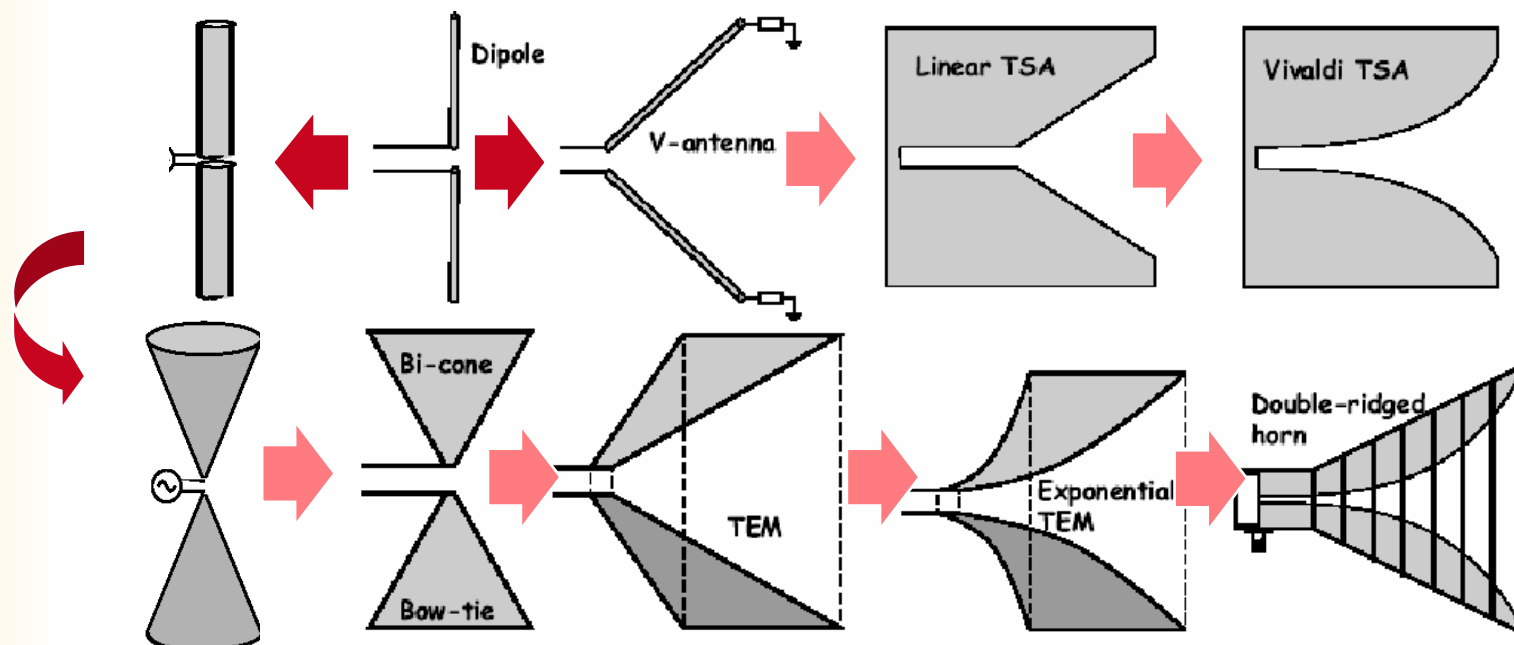 Dipole
V-antenna
Linear TSA
Vivaldi TSA
Bi-cone
Bow-tie
TEM
Exponential
TEM
Double-ridged
horn